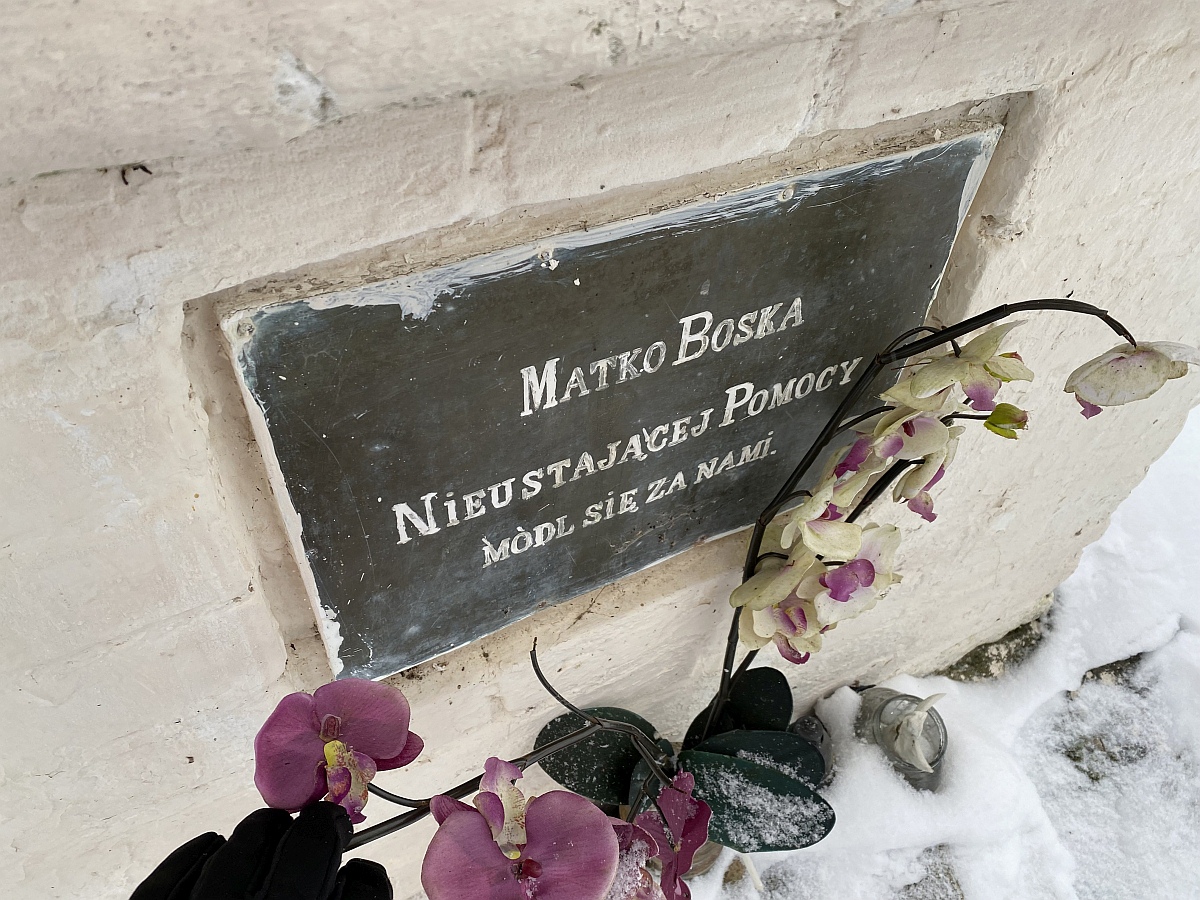 MATKO BOSKA
NiEUSTAJĄCEJ POMOCY
MÒDL SiĘ ZA NAMi.